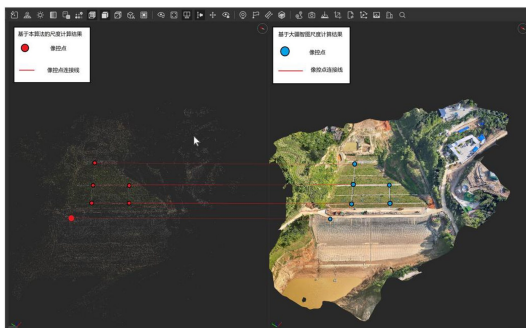 基于本算法的尺度计算结果
像控点
像控点连接线
基于大疆智图尺度计算结果
像控点
像控点连接线